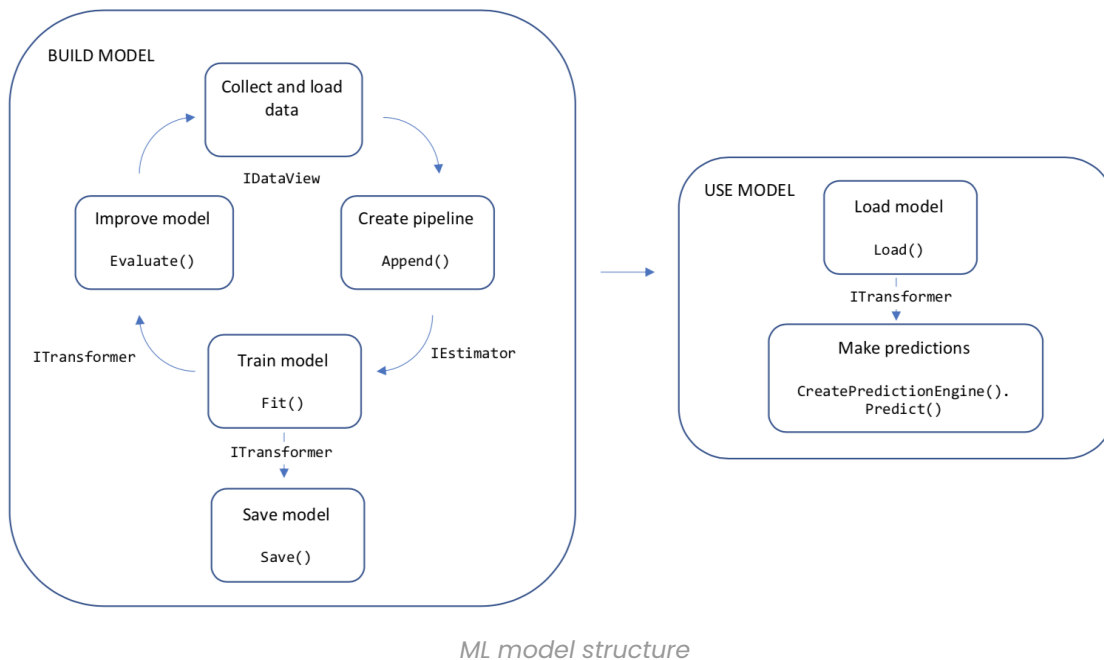 BUILD MODEL
Collect and load
data
IDataView
Improve model
Evaluate()
Create pipeline
Append()
ITransformer
IEstimator
Train model
Fit()
ITransformer
Save model
Save()
USE MODEL
Load model
Load()
ITransformer
Make predictions
CreatePredictionEngine().
Predict()
ML model structure